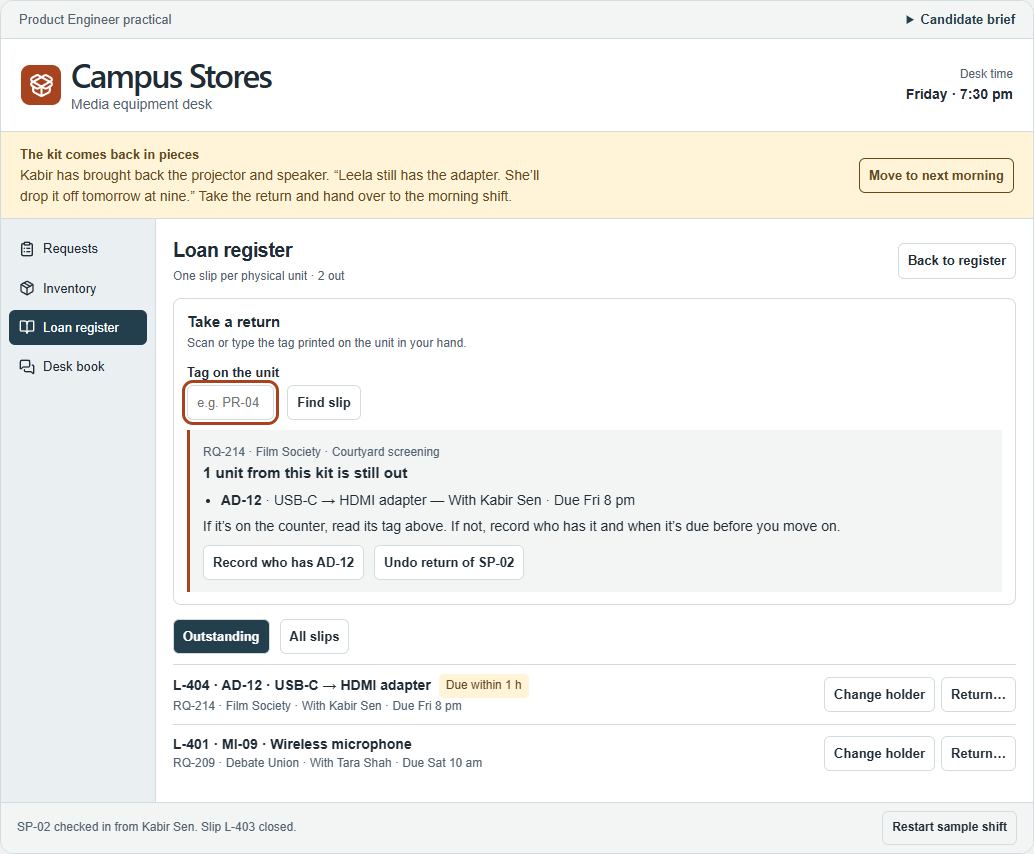 Product Engineer practical
▶ Candidate brief
Campus Stores
Media equipment desk
Desk time
Friday · 7:30 pm
The kit comes back in pieces
Kabir has brought back the projector and speaker. “Leela still has the adapter. She’ll
drop it off tomorrow at nine.” Take the return and hand over to the morning shift.
Move to next morning
Requests
Inventory
Loan register
Desk book
Loan register
One slip per physical unit · 2 out
Back to register
Take a return
Scan or type the tag printed on the unit in your hand.
Tag on the unit
e.g. PR-04
Find slip
RQ-214 · Film Society · Courtyard screening
1 unit from this kit is still out
• AD-12 · USB-C → HDMI adapter — With Kabir Sen · Due Fri 8 pm
If it’s on the counter, read its tag above. If not, record who has it and when it’s due before you move on.
Record who has AD-12
Undo return of SP-02
Outstanding
All slips
L-404 · AD-12 · USB-C → HDMI adapter
Due within 1 h
RQ-214 · Film Society · With Kabir Sen · Due Fri 8 pm
Change holder
Return…
L-401 · MI-09 · Wireless microphone
RQ-209 · Debate Union · With Tara Shah · Due Sat 10 am
Change holder
Return…
SP-02 checked in from Kabir Sen. Slip L-403 closed.
Restart sample shift